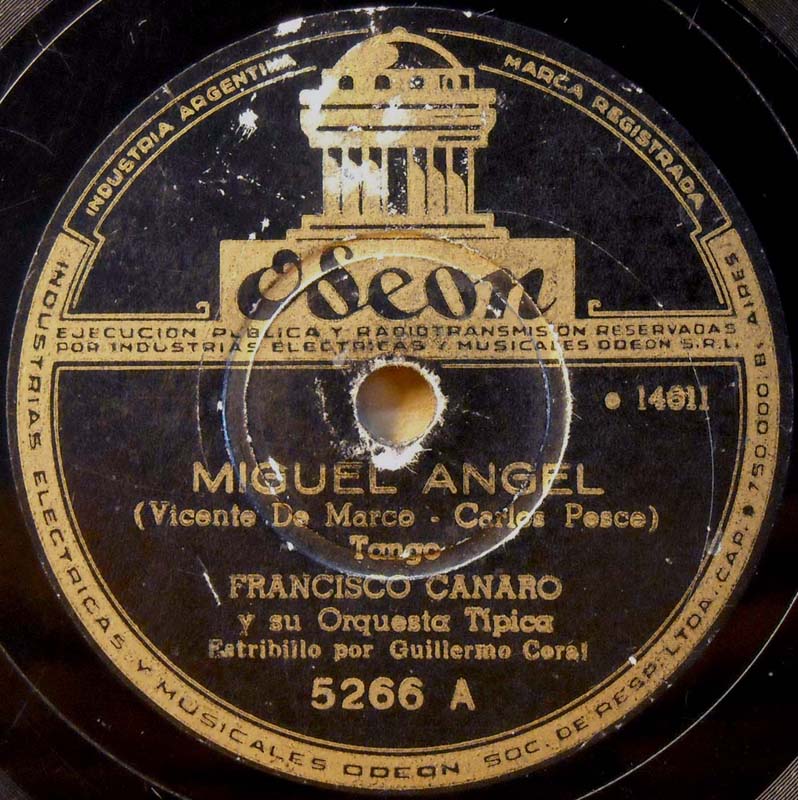 INDUSTRIA ARGENTINA
MARCA REGISTRADA
Odeon
EJECUCION PUBLICA Y RADIOTRANSMISIÓN RESERVADAS
POR INDUSTRIAS ELECTRICAS Y MUSICALES ODEON S.R.L.
e 14611
MIGUEL ANGEL
(Vicente De Marco - Carlos Pesce)
Tango
FRANCISCO CANARO
y su Orquesta Típica
Estribillo por Guillermo Coral
5266 A
INDUSTRIAS ELECTRICAS Y MUSICALES ODEON SOC. DE RESP. LTDA. CAP. $ 750.000 B. AIRES